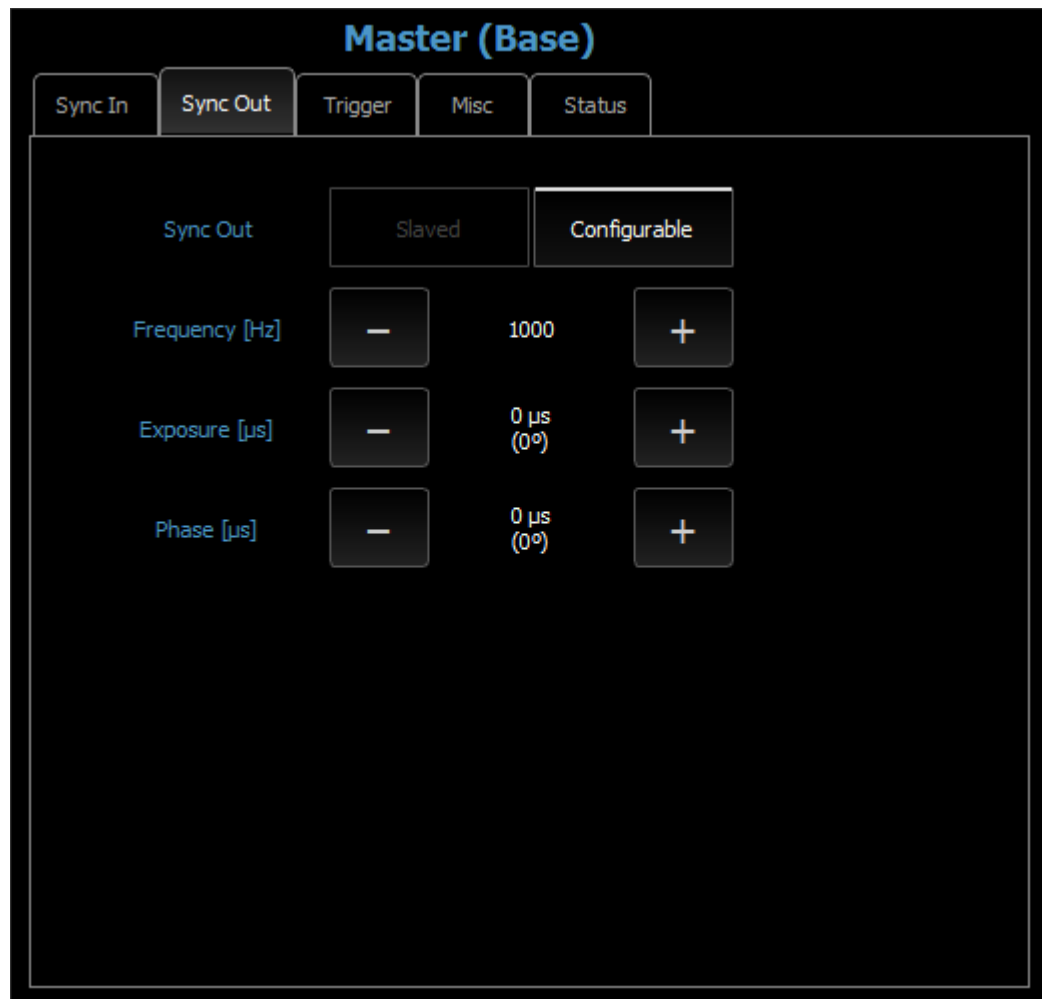 Master (Base)
Sync In Sync Out Trigger Misc Status
Sync Out Slaved Configurable
Frequency [Hz] − 1000 +
Exposure [µs] − 0 µs (0º) +
Phase [µs] − 0 µs (0º) +